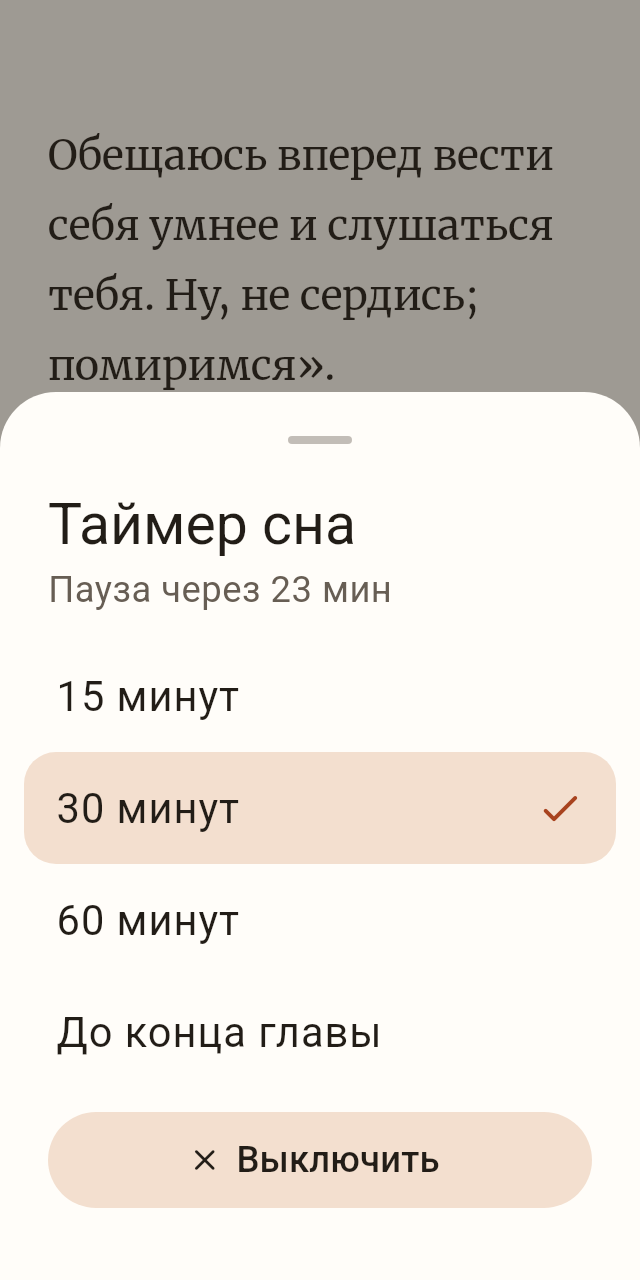 Обещаюсь вперед вести
себя умнее и слушаться
тебя. Ну, не сердись;
помиримся».
Таймер сна
Пауза через 23 мин
15 минут
30 минут
60 минут
До конца главы
Выключить